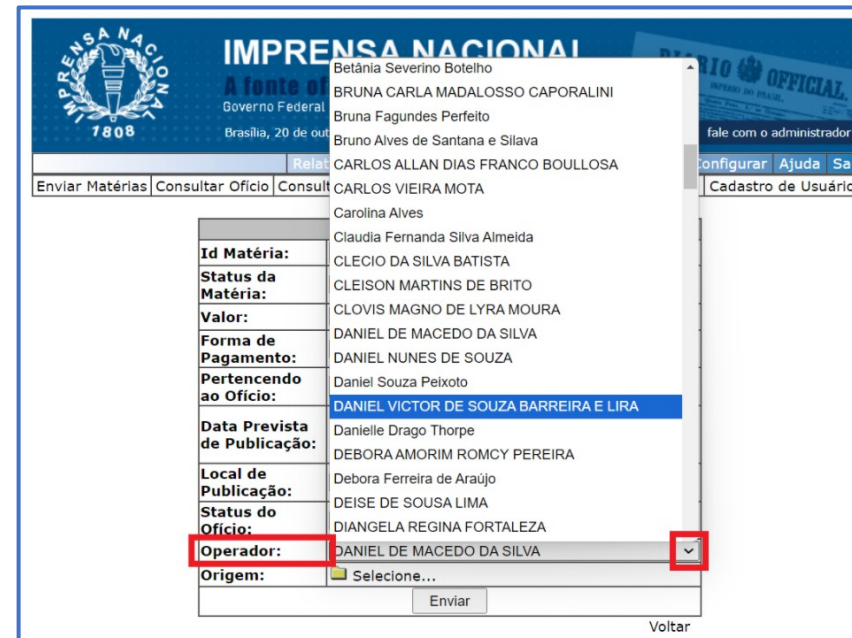 IMPRENSA NACIONAL
IMPRENSA NACIONAL
1808
A fonte of
Governo Federal
Brasília, 20 de out
DIARIO OFFICIAL.
fale com o administrador
Relat
Configurar Ajuda Sa
Enviar Matérias Consultar Ofício Consult
Cadastro de Usuário
Betânia Severino Botelho
BRUNA CARLA MADALOSSO CAPORALINI
Bruna Fagundes Perfeito
Bruno Alves de Santana e Silava
CARLOS ALLAN DIAS FRANCO BOULLOSA
CARLOS VIEIRA MOTA
Carolina Alves
Claudia Fernanda Silva Almeida
CLECIO DA SILVA BATISTA
CLEISON MARTINS DE BRITO
CLOVIS MAGNO DE LYRA MOURA
DANIEL DE MACEDO DA SILVA
DANIEL NUNES DE SOUZA
Daniel Souza Peixoto
DANIEL VICTOR DE SOUZA BARREIRA E LIRA
Danielle Drago Thorpe
DEBORA AMORIM ROMCY PEREIRA
Debora Ferreira de Araújo
DEISE DE SOUSA LIMA
DIANGELA REGINA FORTALEZA
Id Matéria:
Status da
Matéria:
Valor:
Forma de
Pagamento:
Pertencendo
ao Ofício:
Data Prevista
de Publicação:
Local de
Publicação:
Status do
Ofício:
Operador: DANIEL DE MACEDO DA SILVA
Origem: Selecione...
Enviar
Voltar